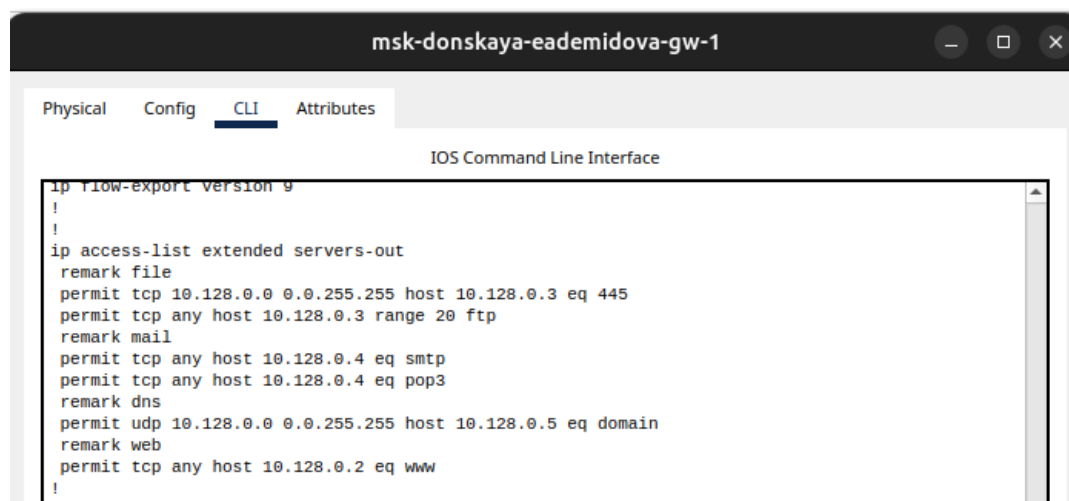 msk-donskaya-eademidova-gw-1
Physical Config CLI Attributes
IOS Command Line Interface
ip flow-export version 9
!
!
ip access-list extended servers-out
 remark file
 permit tcp 10.128.0.0 0.0.255.255 host 10.128.0.3 eq 445
 permit tcp any host 10.128.0.3 range 20 ftp
 remark mail
 permit tcp any host 10.128.0.4 eq smtp
 permit tcp any host 10.128.0.4 eq pop3
 remark dns
 permit udp 10.128.0.0 0.0.255.255 host 10.128.0.5 eq domain
 remark web
 permit tcp any host 10.128.0.2 eq www
!